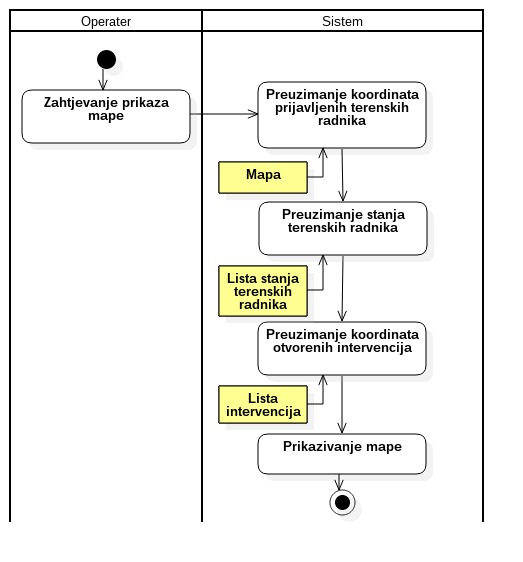 Operater
Sistem
Zahtjevanje prikaza
mape
Preuzimanje koordinata
prijavljenih terenskih
radnika
Mapa
Preuzimanje stanja
terenskih radnika
Lista stanja
terenskih
radnika
Preuzimanje koordinata
otvorenih intervencija
Lista
intervencija
Prikazivanje mape